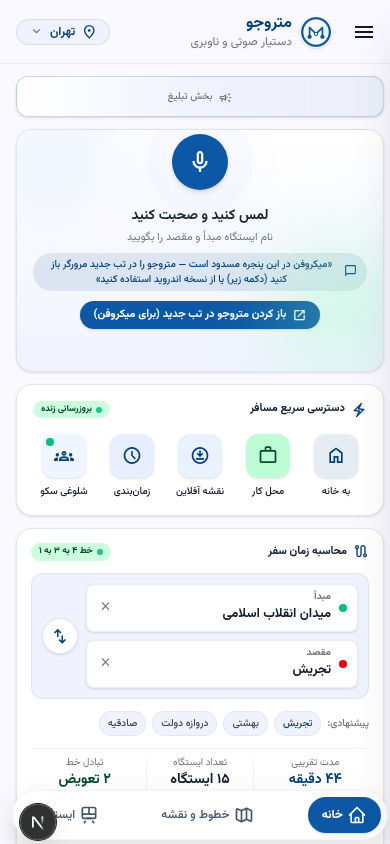 متروجو
دستیار صوتی و ناوبری
تهران
بخش تبلیغ
لمس کنید و صحبت کنید
نام ایستگاه مبدأ و مقصد را بگویید
«میکروفن در این پنجره مسدود است — متروجو را در تب جدید مرورگر باز
کنید (دکمه زیر) یا از نسخه اندروید استفاده کنید»
باز کردن متروجو در تب جدید (برای میکروفن)
دسترسی سریع مسافر
بروزرسانی زنده
به خانه
محل کار
نقشه آفلاین
زمان‌بندی
شلوغی سکو
محاسبه زمان سفر
خط ۴ به ۳ به ۱
مبدأ
میدان انقلاب اسلامی
×
مقصد
تجریش
×
پیشنهادی:
تجریش
بهشتی
دروازه دولت
صادقیه
مدت تقریبی
۴۴ دقیقه
تعداد ایستگاه
۱۵ ایستگاه
تبادل خط
۲ تعویض
خانه
خطوط و نقشه
N